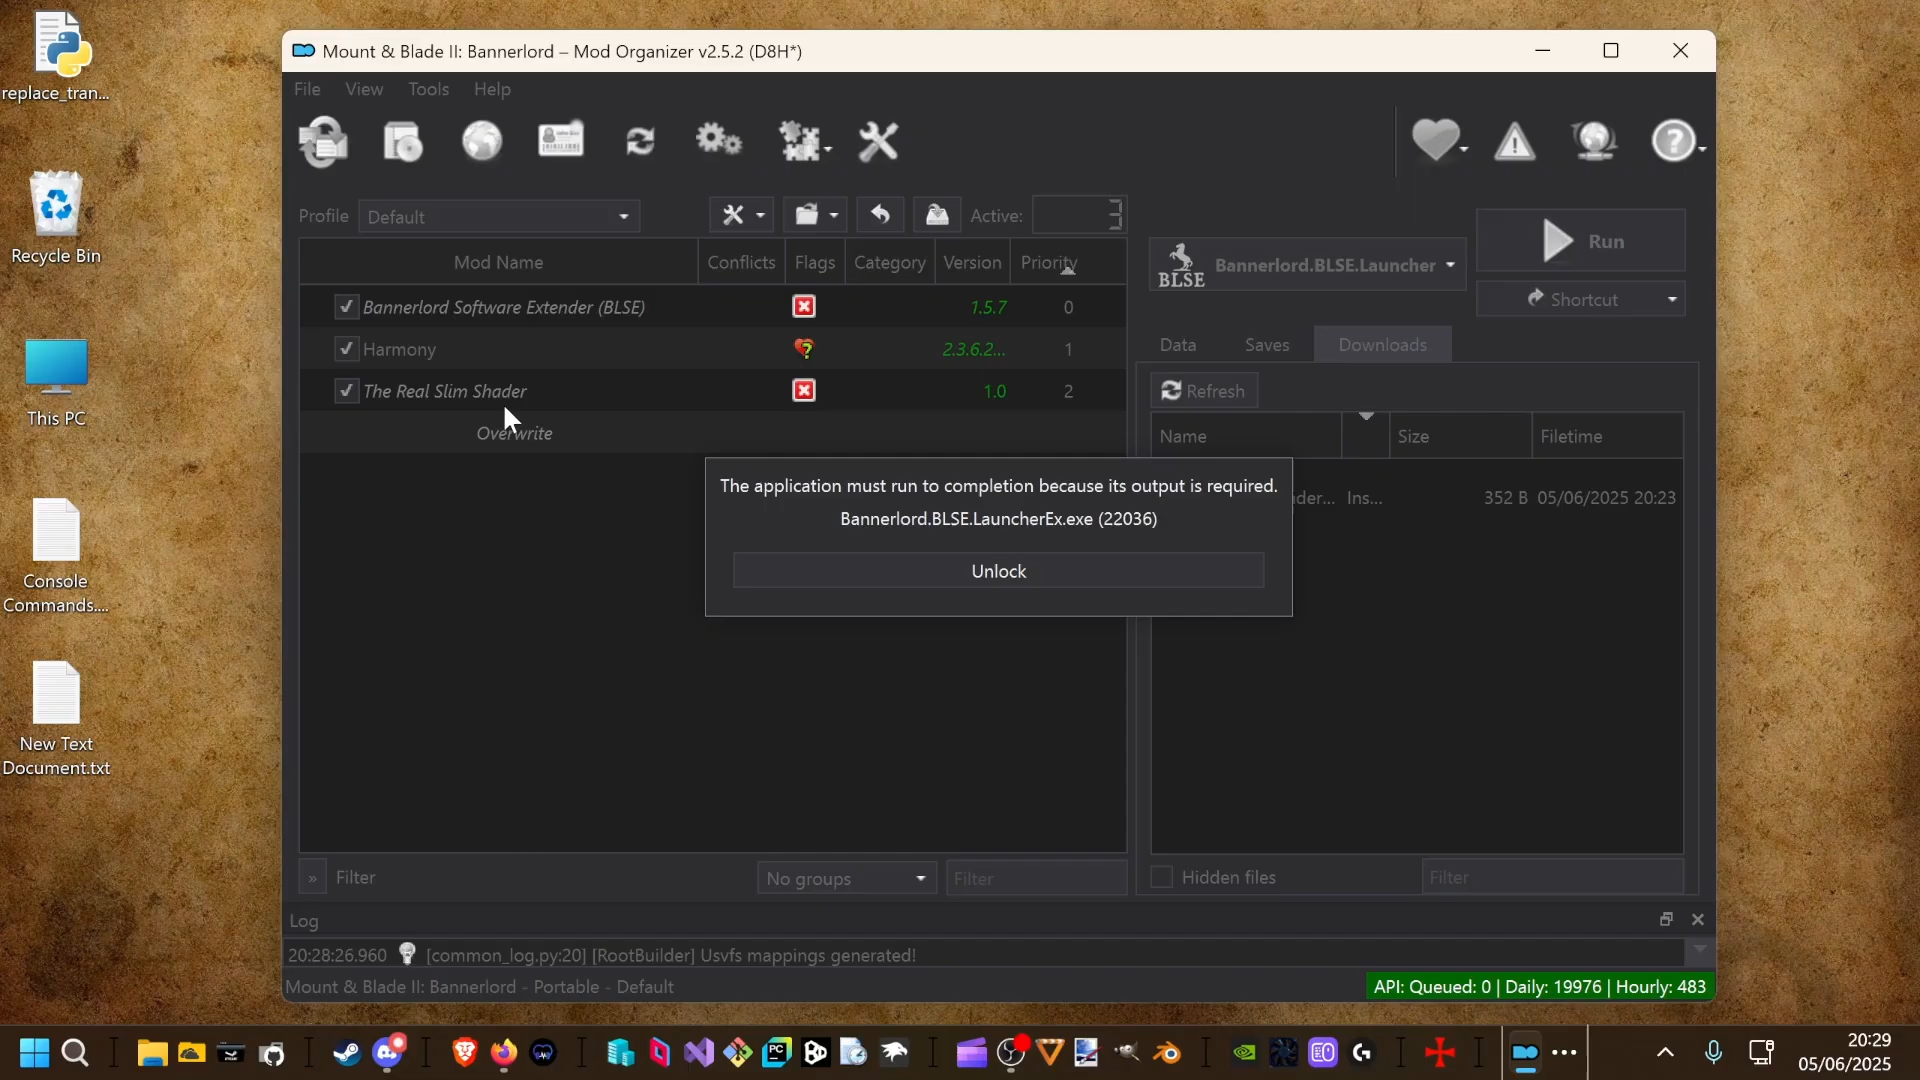 replace_tran...
Recycle Bin
This PC
Console
Commands....
New Text
Document.txt
Mount & Blade II: Bannerlord – Mod Organizer v2.5.2 (D8H*)
File View Tools Help
Profile Default Active: 3
Mod Name Conflicts Flags Category Version Priority
Bannerlord Software Extender (BLSE) 1.5.7 0
Harmony 2.3.6.2... 1
The Real Slim Shader 1.0 2
Overwrite
BLSE Bannerlord.BLSE.Launcher
Run
Shortcut
Data Saves Downloads
Refresh
Name Size Filetime
der... Ins... 352 B 05/06/2025 20:23
The application must run to completion because its output is required.
Bannerlord.BLSE.LauncherEx.exe (22036)
Unlock
» Filter No groups Filter
Hidden files Filter
Log
20:28:26.960 [common_log.py:20] [RootBuilder] Usvfs mappings generated!
Mount & Blade II: Bannerlord - Portable - Default
API: Queued: 0 | Daily: 19976 | Hourly: 483
20:29
05/06/2025